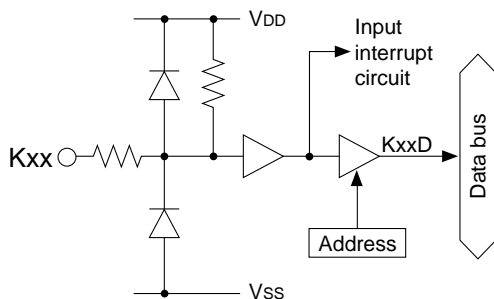 VDD
Input
interrupt
circuit
Kxx
KxxD
Data bus
Address
VSS